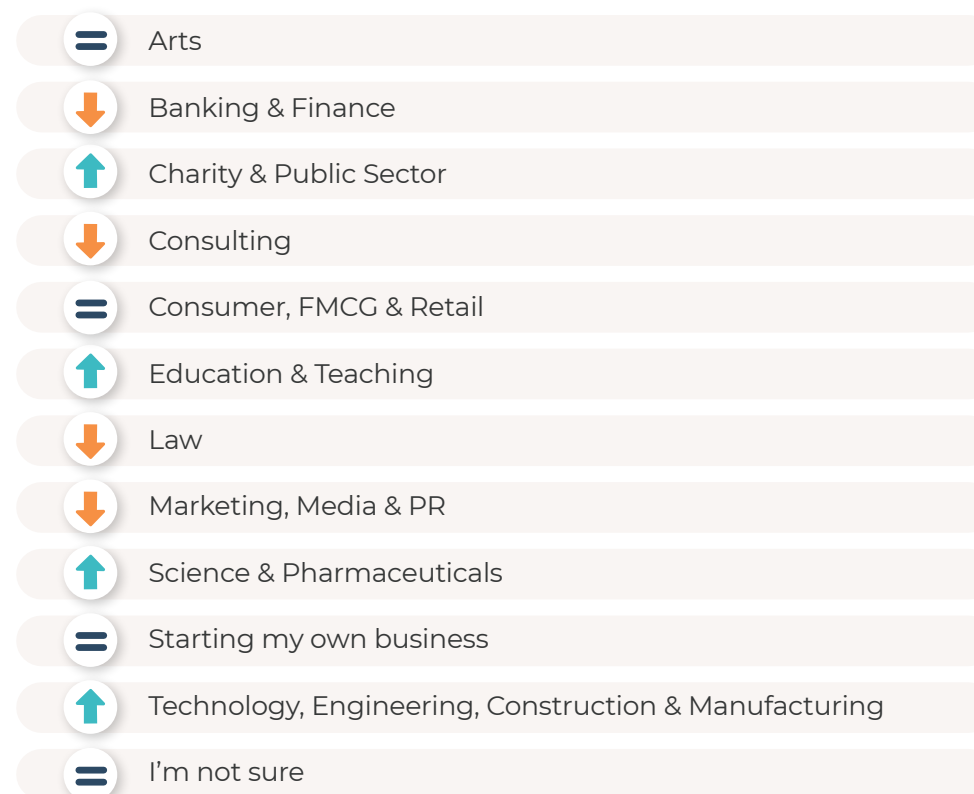 Arts
Banking & Finance
Charity & Public Sector
Consulting
Consumer, FMCG & Retail
Education & Teaching
Law
Marketing, Media & PR
Science & Pharmaceuticals
Starting my own business
Technology, Engineering, Construction & Manufacturing
I’m not sure